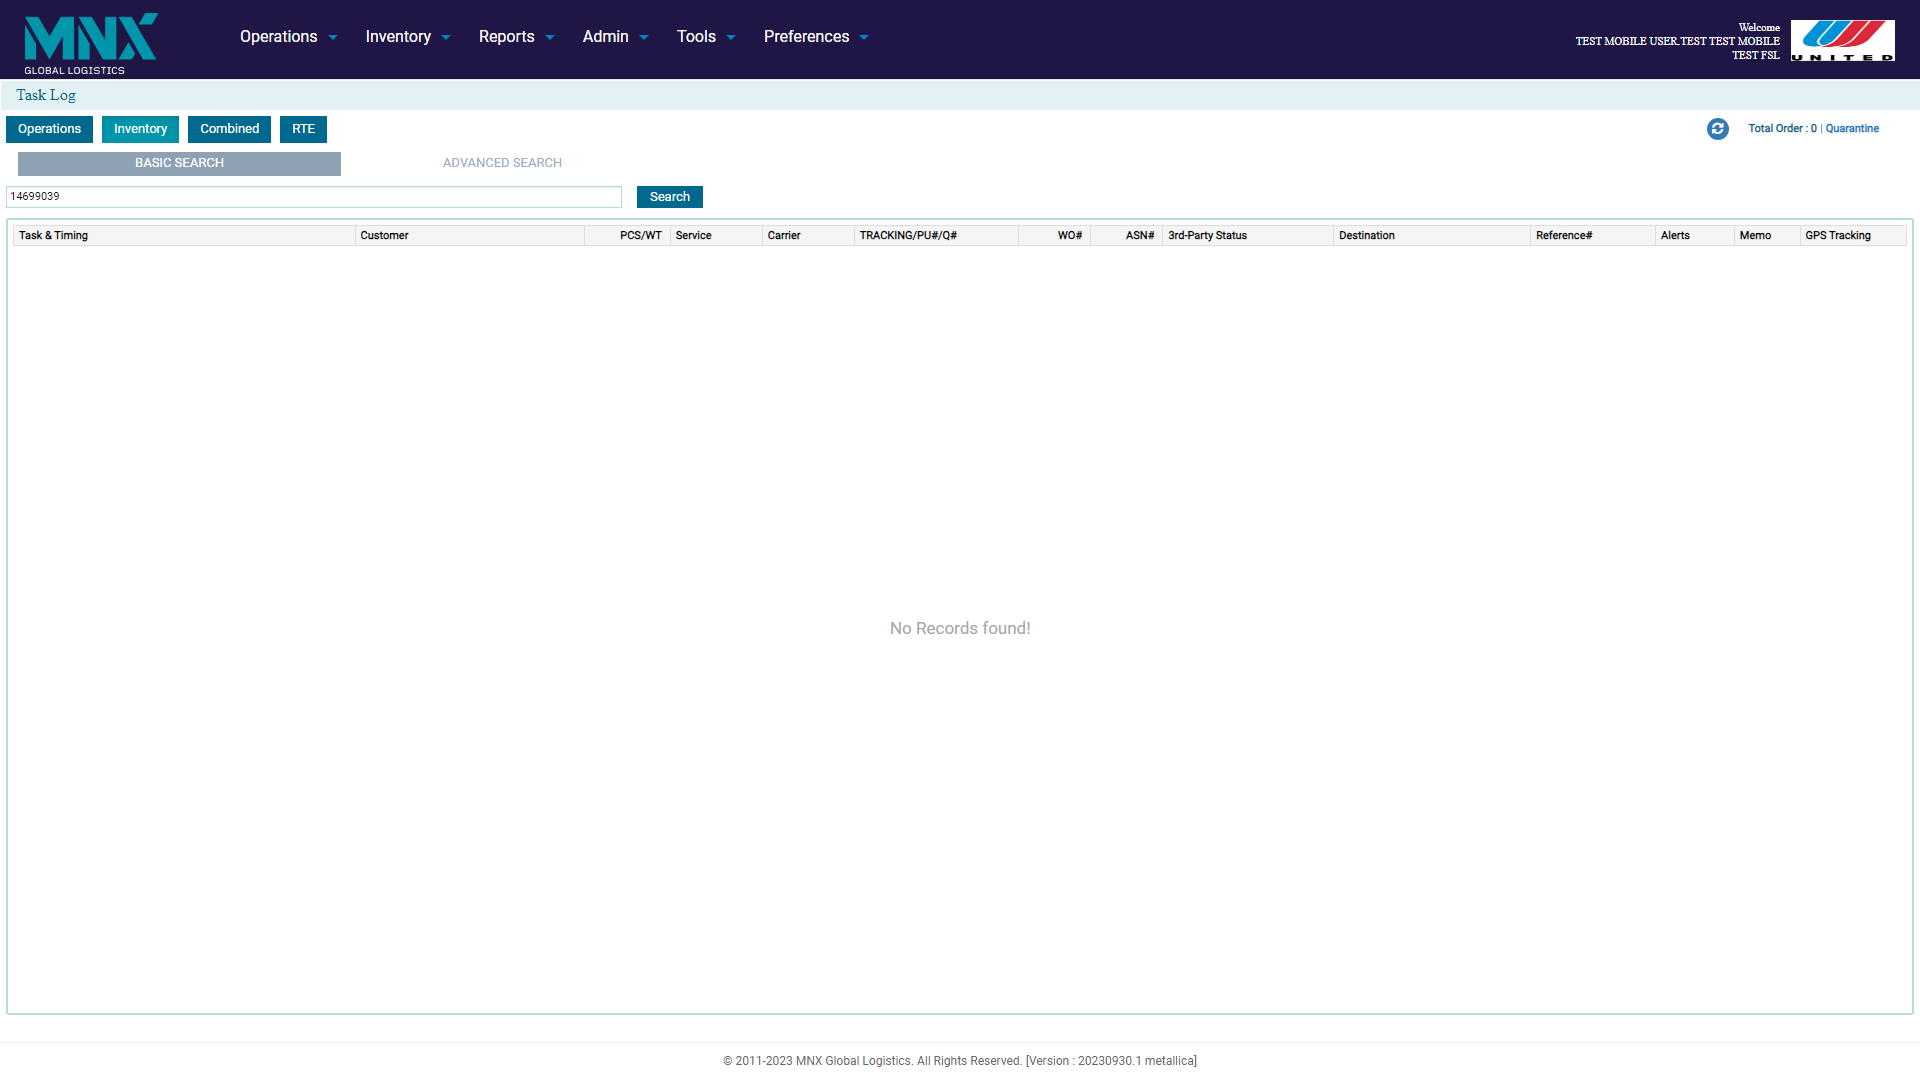 MNX
GLOBAL LOGISTICS
Operations Inventory Reports Admin Tools Preferences
Welcome
TEST MOBILE USER.TEST TEST MOBILE
TEST FSL
UNITED
Task Log
Operations Inventory Combined RTE
Total Order : 0 | Quarantine
BASIC SEARCH ADVANCED SEARCH
14699039 Search
Task & Timing Customer PCS/WT Service Carrier TRACKING/PU#/Q# WO# ASN# 3rd-Party Status Destination Reference# Alerts Memo GPS Tracking
No Records found!
© 2011-2023 MNX Global Logistics. All Rights Reserved. [Version : 20230930.1 metallica]